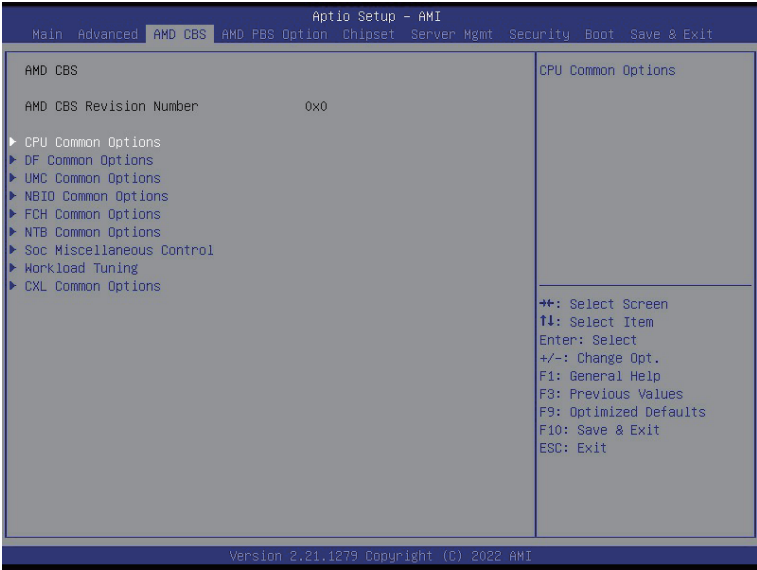 Aptio Setup – AMI
Main Advanced AMD CBS AMD PBS Option Chipset Server Mgmt Security Boot Save & Exit
AMD CBS
AMD CBS Revision Number 0x0
▶ CPU Common Options
▶ DF Common Options
▶ UMC Common Options
▶ NBIO Common Options
▶ FCH Common Options
▶ NTB Common Options
▶ Soc Miscellaneous Control
▶ Workload Tuning
▶ CXL Common Options
CPU Common Options
→←: Select Screen
↑↓: Select Item
Enter: Select
+/-: Change Opt.
F1: General Help
F3: Previous Values
F9: Optimized Defaults
F10: Save & Exit
ESC: Exit
Version 2.21.1279 Copyright (C) 2022 AMI